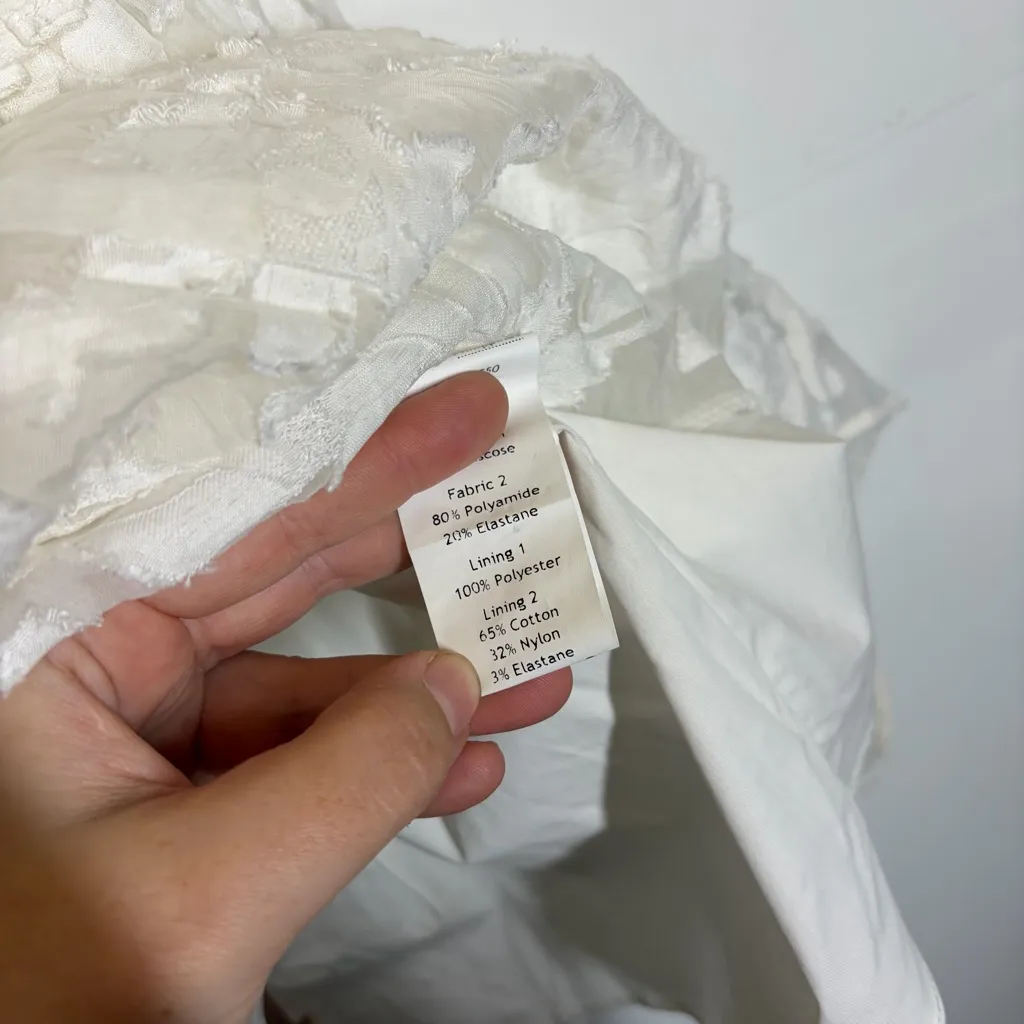 Fabric 2
80% Polyamide
20% Elastane
Lining 1
100% Polyester
Lining 2
65% Cotton
32% Nylon
3% Elastane